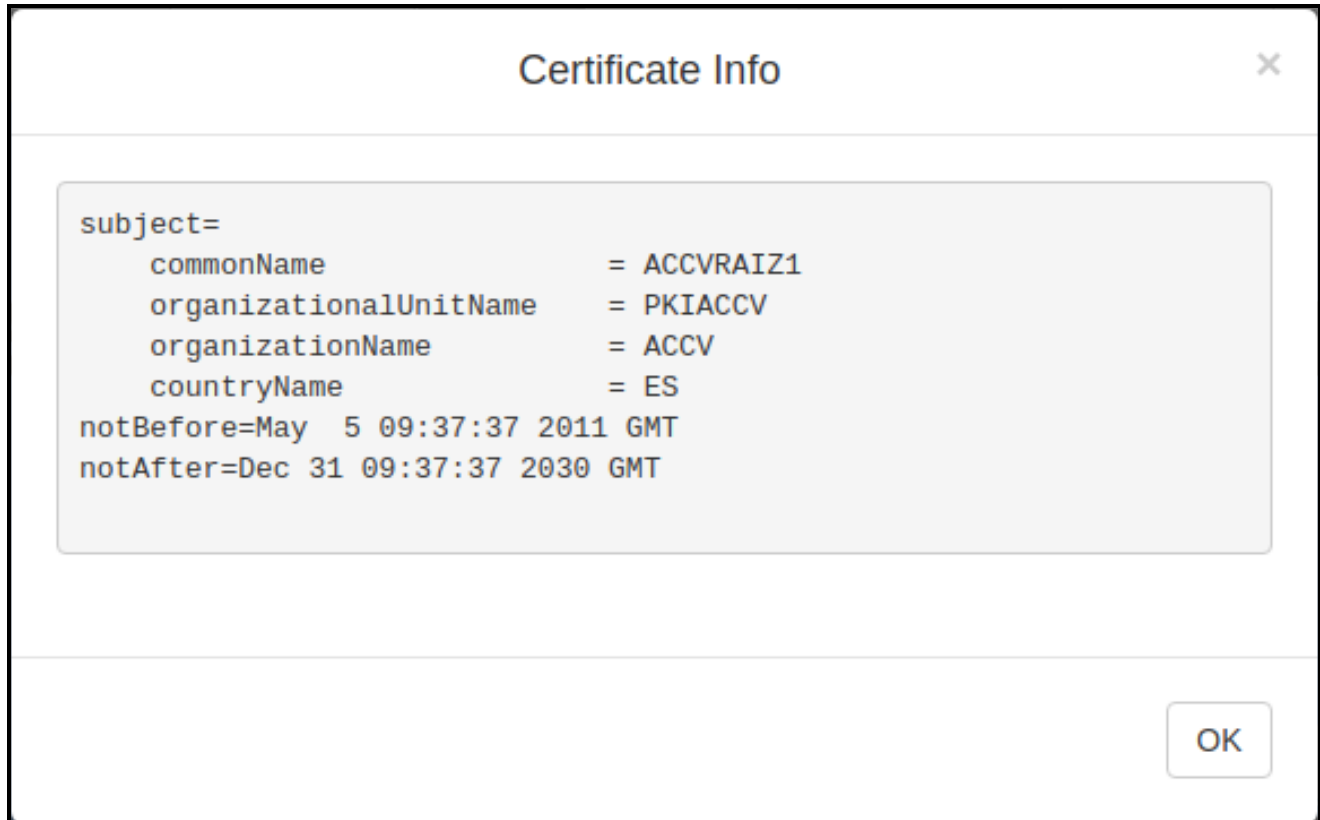 Certificate Info ×
subject=
    commonName                = ACCVRAIZ1
    organizationalUnitName    = PKIACCV
    organizationName          = ACCV
    countryName               = ES
notBefore=May  5 09:37:37 2011 GMT
notAfter=Dec 31 09:37:37 2030 GMT
OK